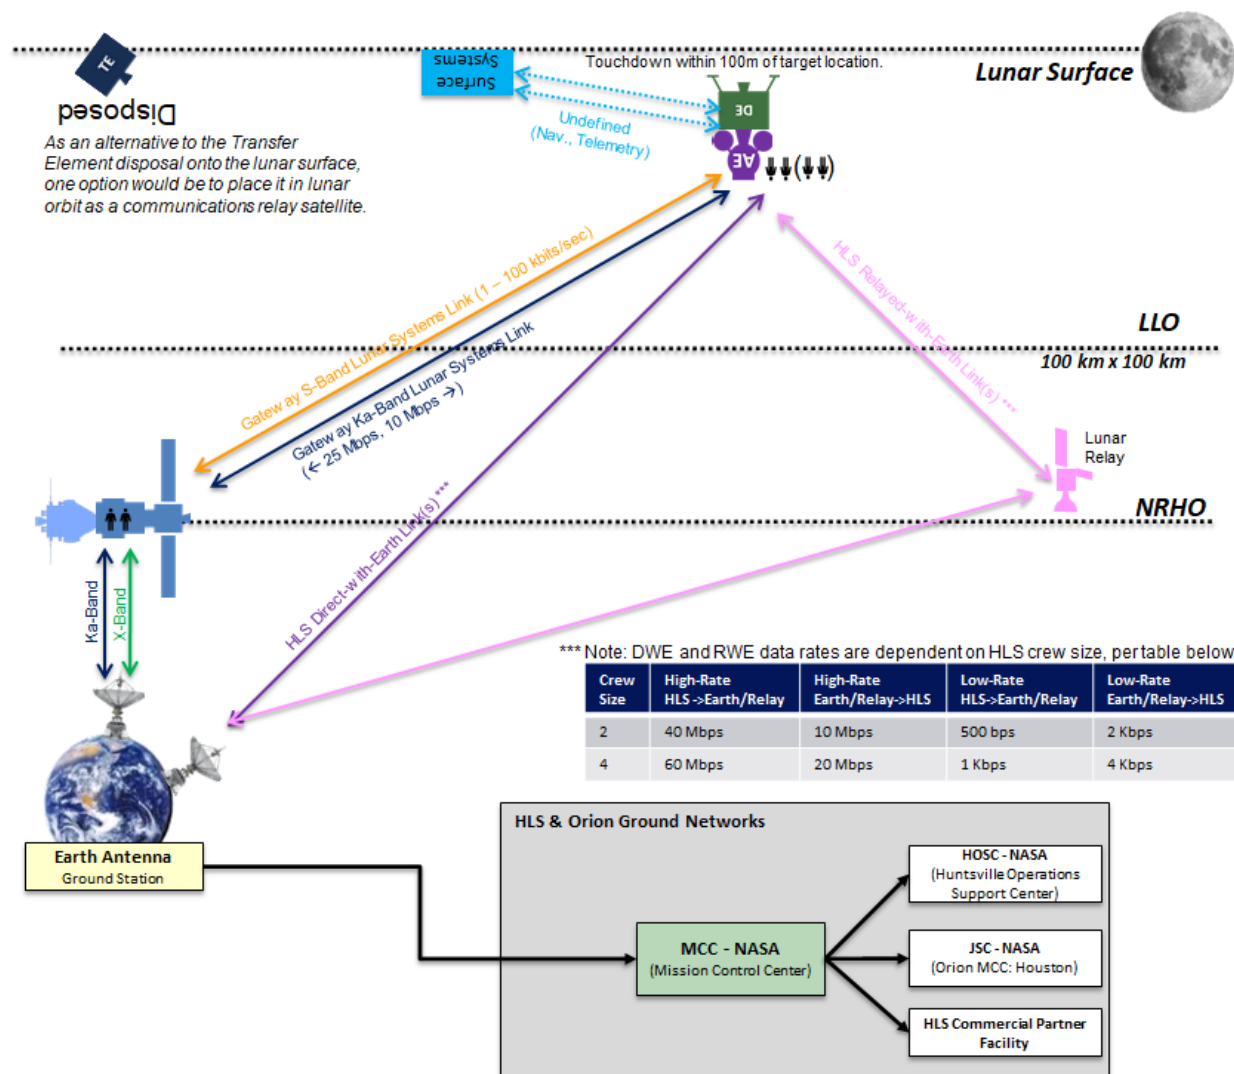 TE
Disposed
As an alternative to the Transfer
Element disposal onto the lunar surface,
one option would be to place it in lunar
orbit as a communications relay satellite.
Surface
Systems
Touchdown within 100m of target location.
Lunar Surface
DE
AE
Undefined
(Nav., Telemetry)
Gateway S-Band Lunar Systems Link (1 – 100 kbits/sec)
Gateway Ka-Band Lunar Systems Link
(← 25 Mbps, 10 Mbps →)
HLS Direct-with-Earth Link(s) ***
HLS Relayed-with-Earth Link(s) ***
LLO
100 km x 100 km
Lunar
Relay
NRHO
Ka-Band
X-Band
*** Note: DWE and RWE data rates are dependent on HLS crew size, per table below
Crew Size High-Rate HLS ->Earth/Relay High-Rate Earth/Relay->HLS Low-Rate HLS->Earth/Relay Low-Rate Earth/Relay->HLS
2 40 Mbps 10 Mbps 500 bps 2 Kbps
4 60 Mbps 20 Mbps 1 Kbps 4 Kbps
Earth Antenna
Ground Station
HLS & Orion Ground Networks
MCC - NASA
(Mission Control Center)
HOSC - NASA
(Huntsville Operations
Support Center)
JSC - NASA
(Orion MCC: Houston)
HLS Commercial Partner
Facility